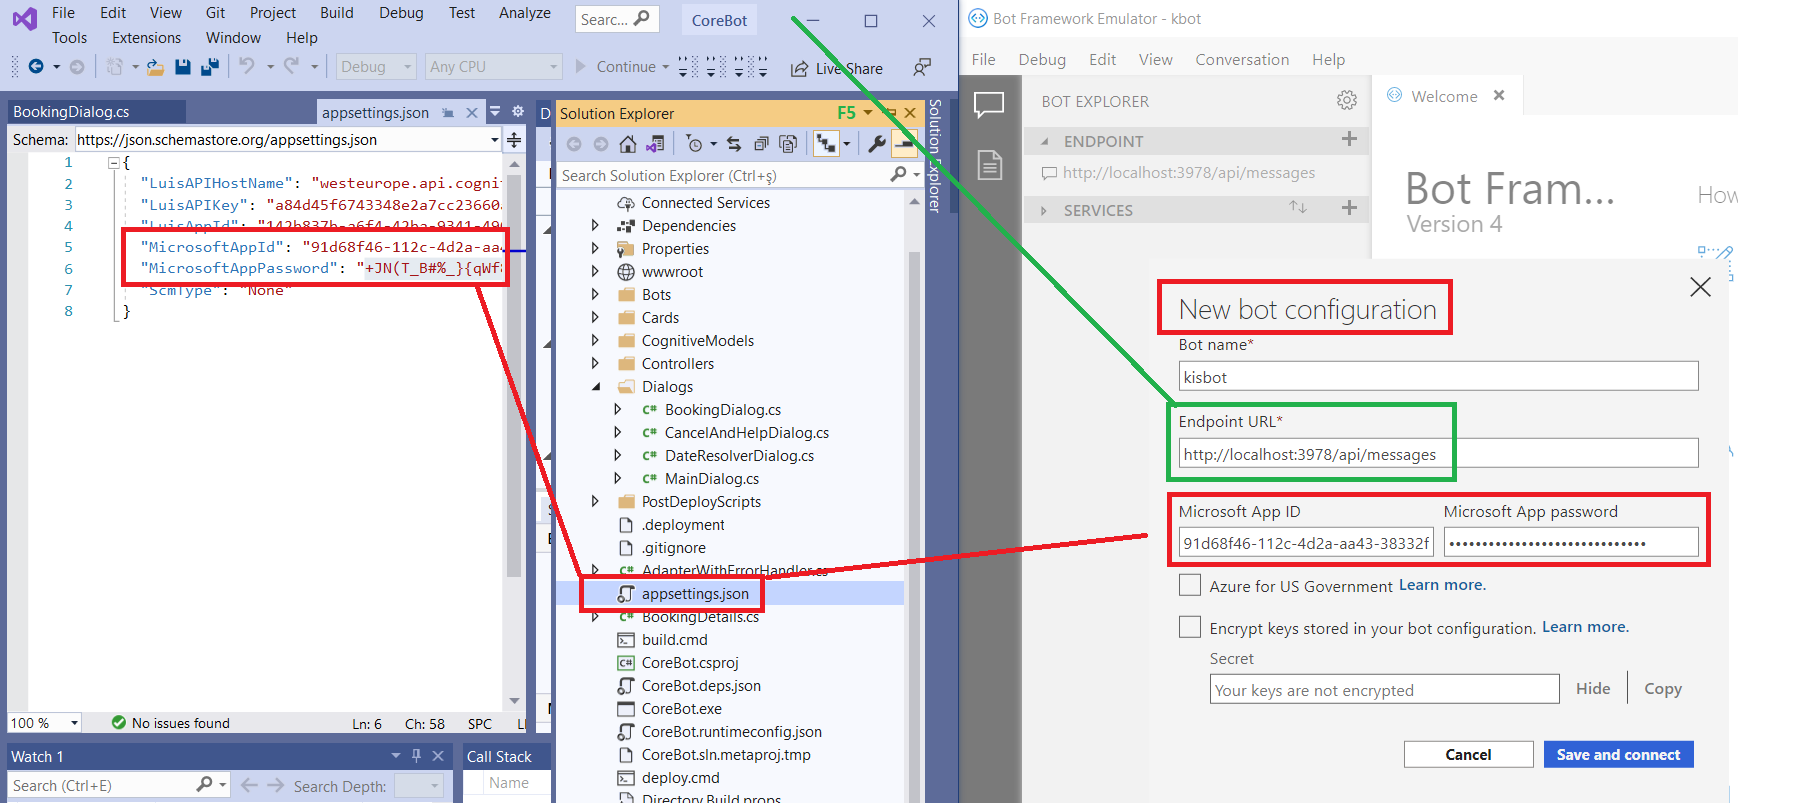 File Edit View Git Project Build Debug Test Analyze Searc... CoreBot
Tools Extensions Window Help
Debug Any CPU Continue Live Share
BookingDialog.cs appsettings.json
Schema: https://json.schemastore.org/appsettings.json
1 {
2 "LuisAPIHostName": "westeurope.api.cognit
3 "LuisAPIKey": "a84d45f6743348e2a7cc23660
4 "LuisAppId": "142b837b-a6f4-42ba-9341-49
5 "MicrosoftAppId": "91d68f46-112c-4d2a-aa4
6 "MicrosoftAppPassword": "+JN(T_B#%_}{qWf8
7 "ScmType": "None"
8 }
100 % No issues found Ln: 6 Ch: 58 SPC
Watch 1
Search (Ctrl+E) Search Depth:
Call Stack
Name
Solution Explorer F5
Search Solution Explorer (Ctrl+ş)
Connected Services
Dependencies
Properties
wwwroot
Bots
Cards
CognitiveModels
Controllers
Dialogs
C# BookingDialog.cs
C# CancelAndHelpDialog.cs
C# DateResolverDialog.cs
C# MainDialog.cs
PostDeployScripts
.deployment
.gitignore
C# AdapterWithErrorHandler.cs
appsettings.json
C# BookingDetails.cs
build.cmd
C# CoreBot.csproj
CoreBot.deps.json
CoreBot.exe
CoreBot.runtimeconfig.json
CoreBot.sln.metaproj.tmp
deploy.cmd
Directory.Build.props
Solution Explorer
Bot Framework Emulator - kbot
File Debug Edit View Conversation Help
BOT EXPLORER
ENDPOINT
http://localhost:3978/api/messages
SERVICES
Welcome
Bot Fram...
Version 4
How
New bot configuration
Bot name*
kisbot
Endpoint URL*
http://localhost:3978/api/messages
Microsoft App ID Microsoft App password
91d68f46-112c-4d2a-aa43-38332f ••••••••••••••••••••••••••••••
Azure for US Government Learn more.
Encrypt keys stored in your bot configuration. Learn more.
Secret
Your keys are not encrypted Hide Copy
Cancel Save and connect